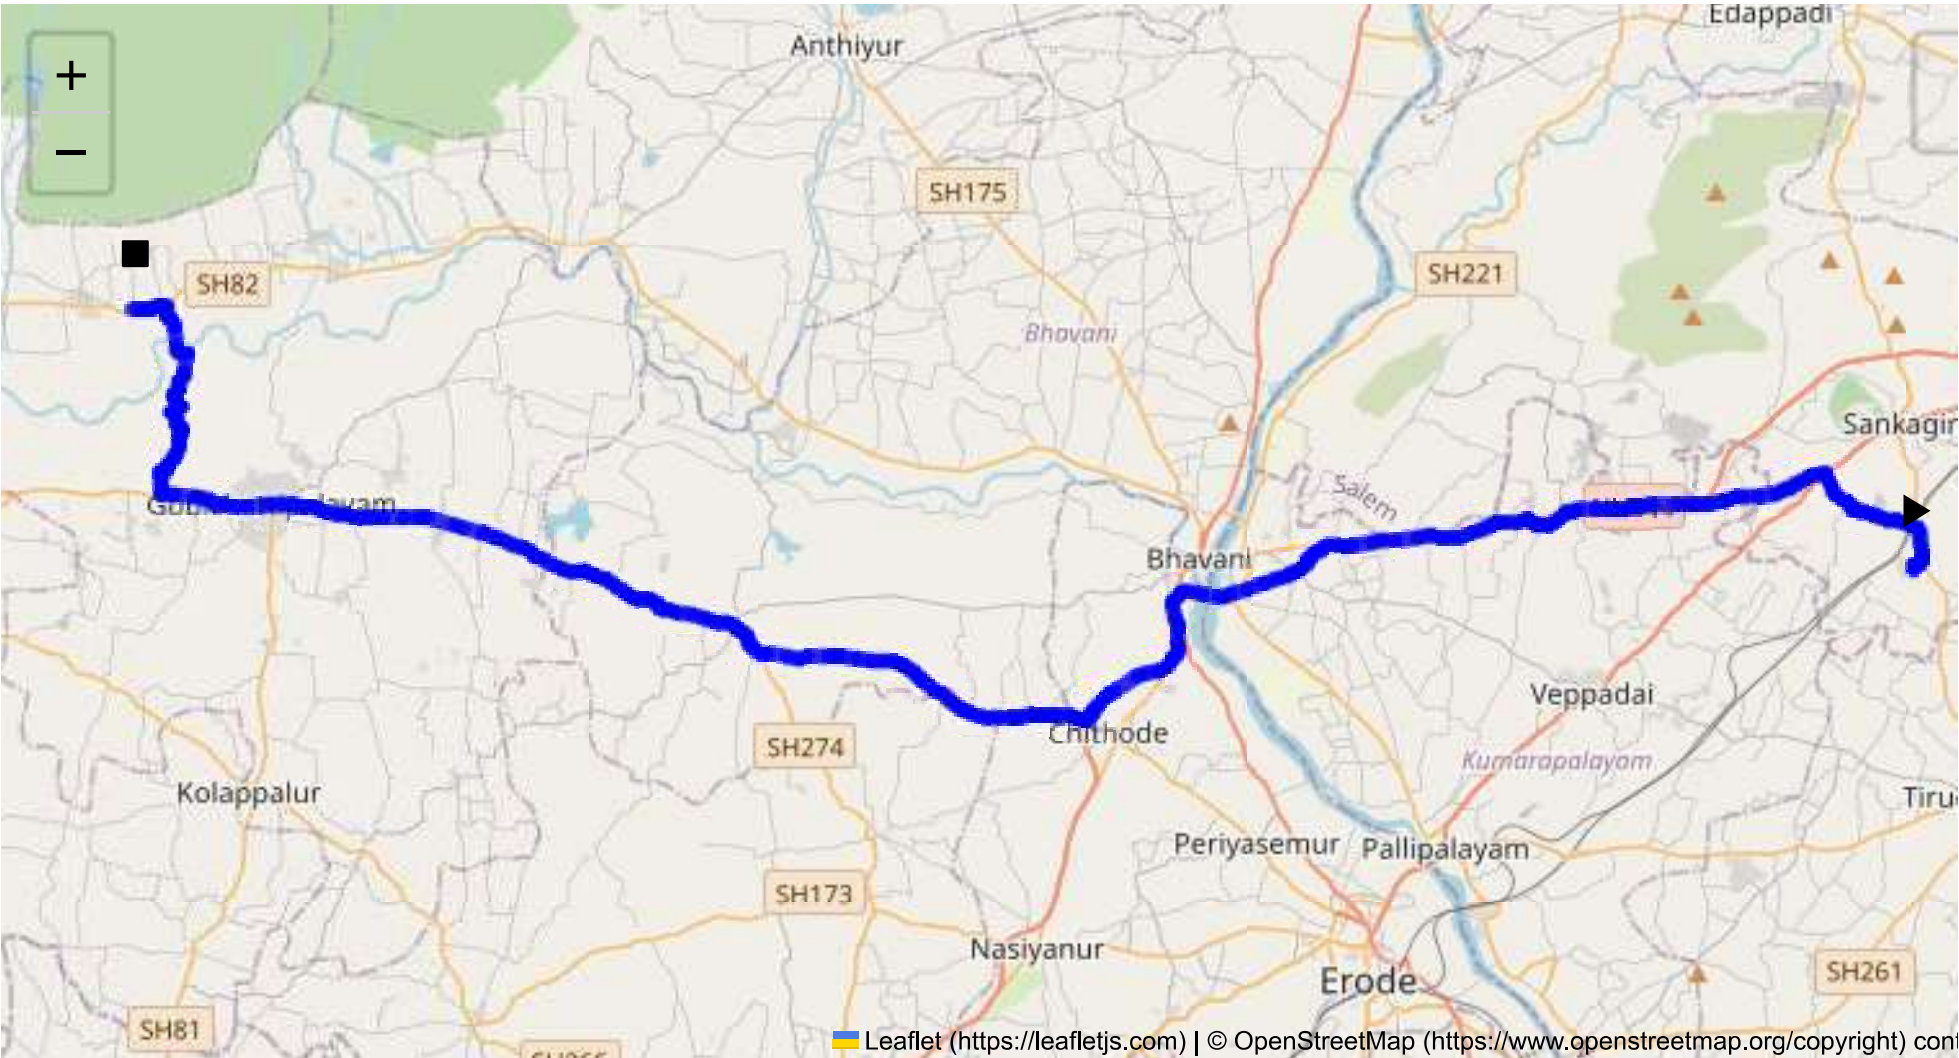 Edappadi
Anthiyur
+
−
SH175
SH82
SH221
Bhavani
Sankagir
Salem
Bhavani
Chithode
Veppadai
SH274
Kumarapalayam
Kolappalur
Tiru
Periyasemur
Pallipalayam
SH173
Nasiyanur
Erode
SH261
SH81
Leaflet (https://leafletjs.com) | © OpenStreetMap (https://www.openstreetmap.org/copyright) con